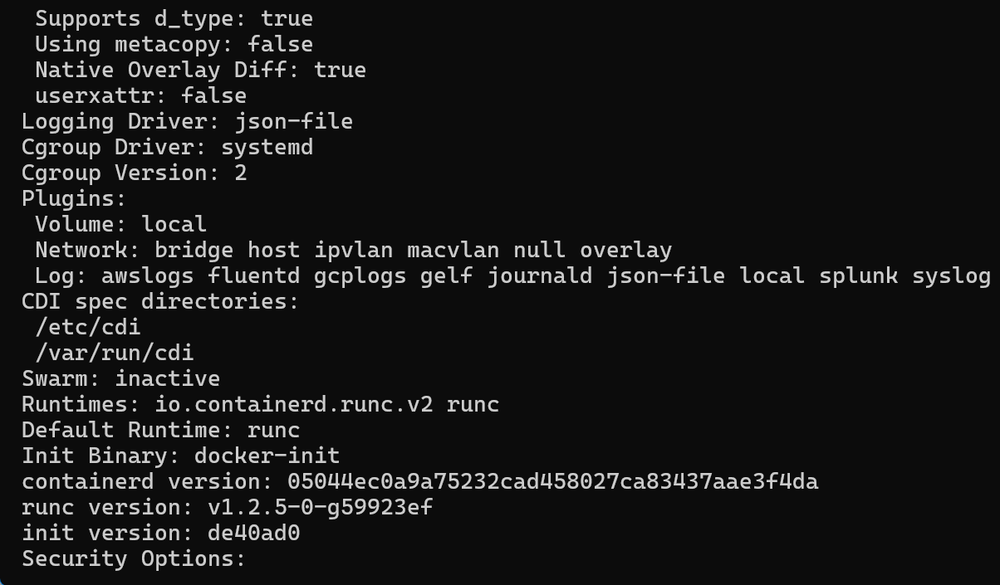 Supports d_type: true
Using metacopy: false
Native Overlay Diff: true
userxattr: false
Logging Driver: json-file
Cgroup Driver: systemd
Cgroup Version: 2
Plugins:
Volume: local
Network: bridge host ipvlan macvlan null overlay
Log: awslogs fluentd gcplogs gelf journald json-file local splunk syslog
CDI spec directories:
/etc/cdi
/var/run/cdi
Swarm: inactive
Runtimes: io.containerd.runc.v2 runc
Default Runtime: runc
Init Binary: docker-init
containerd version: 05044ec0a9a75232cad458027ca83437aae3f4da
runc version: v1.2.5-0-g59923ef
init version: de40ad0
Security Options: